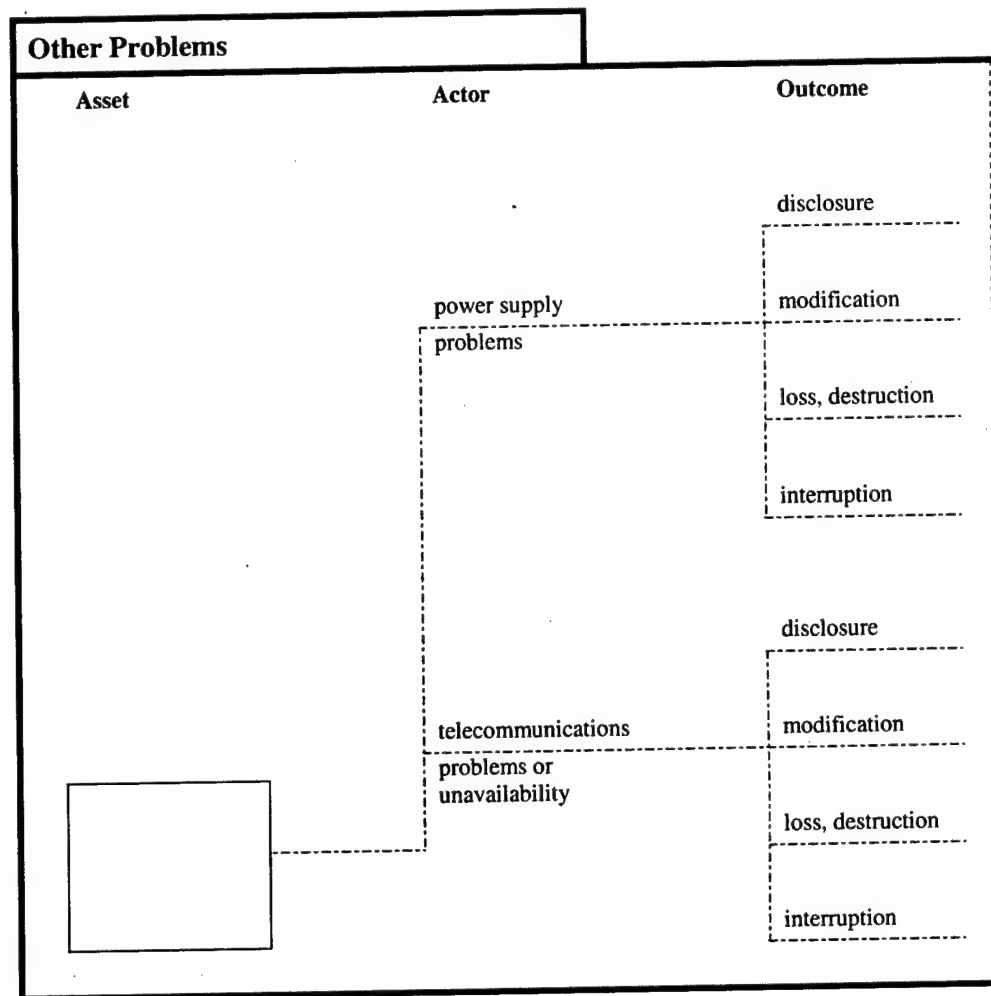 Other Problems
Asset Actor Outcome
disclosure
power supply modification
problems
loss, destruction
interruption
disclosure
telecommunications modification
problems or
unavailability
loss, destruction
interruption